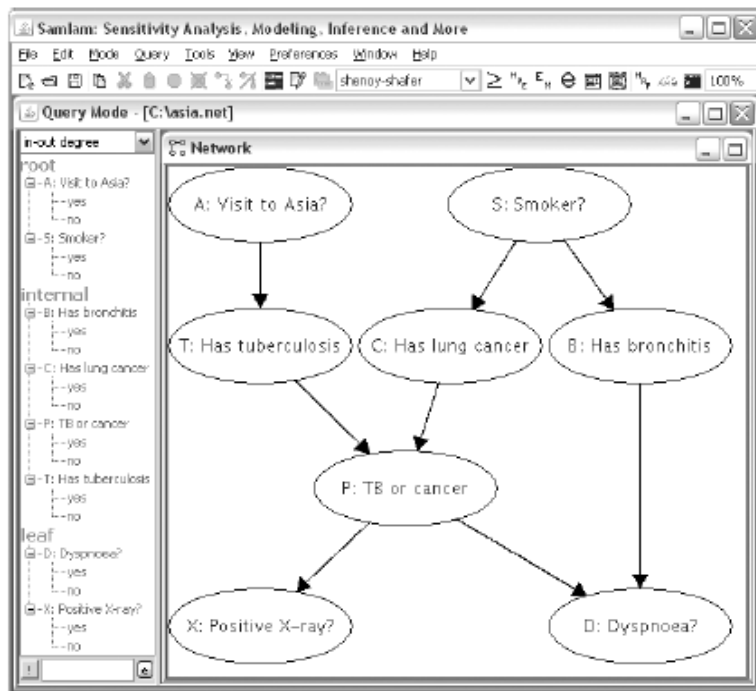 Samiam: Sensitivity Analysis, Modeling, Inference and More
File Edit Mode Query Tools View Preferences Window Help
shenoy-shafer 100%
Query Mode - [C:\asia.net]
in-out degree
root
A: Visit to Asia?
yes
no
S: Smoker?
yes
no
internal
B: Has bronchitis
yes
no
C: Has lung cancer
yes
no
P: TB or cancer
yes
no
T: Has tuberculosis
yes
no
leaf
D: Dyspnoea?
yes
no
X: Positive X-ray?
yes
no
Network
A: Visit to Asia? S: Smoker?
T: Has tuberculosis C: Has lung cancer B: Has bronchitis
P: TB or cancer
X: Positive X-ray? D: Dyspnoea?